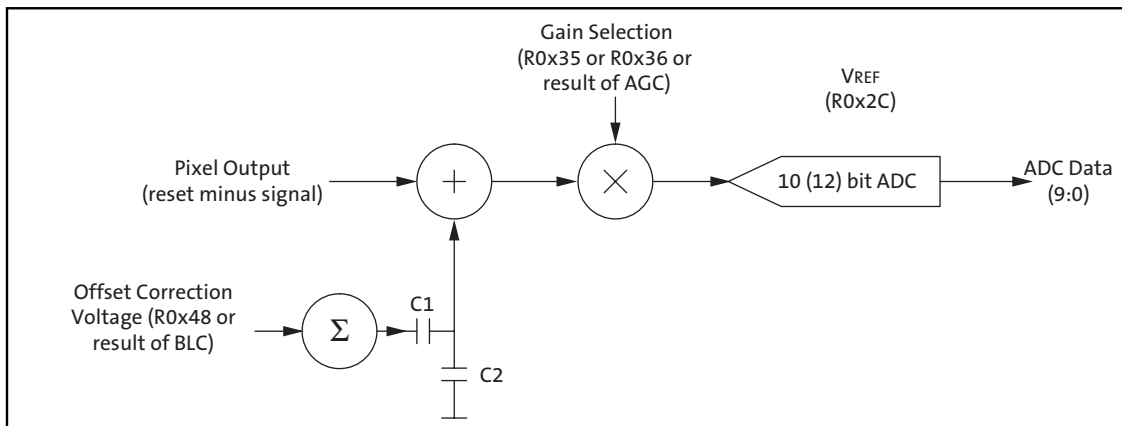 Gain Selection
(R0x35 or R0x36 or
result of AGC)
VREF
(R0x2C)
Pixel Output
(reset minus signal)
+
×
10 (12) bit ADC
ADC Data
(9:0)
Offset Correction
Voltage (R0x48 or
result of BLC)
Σ
C1
C2